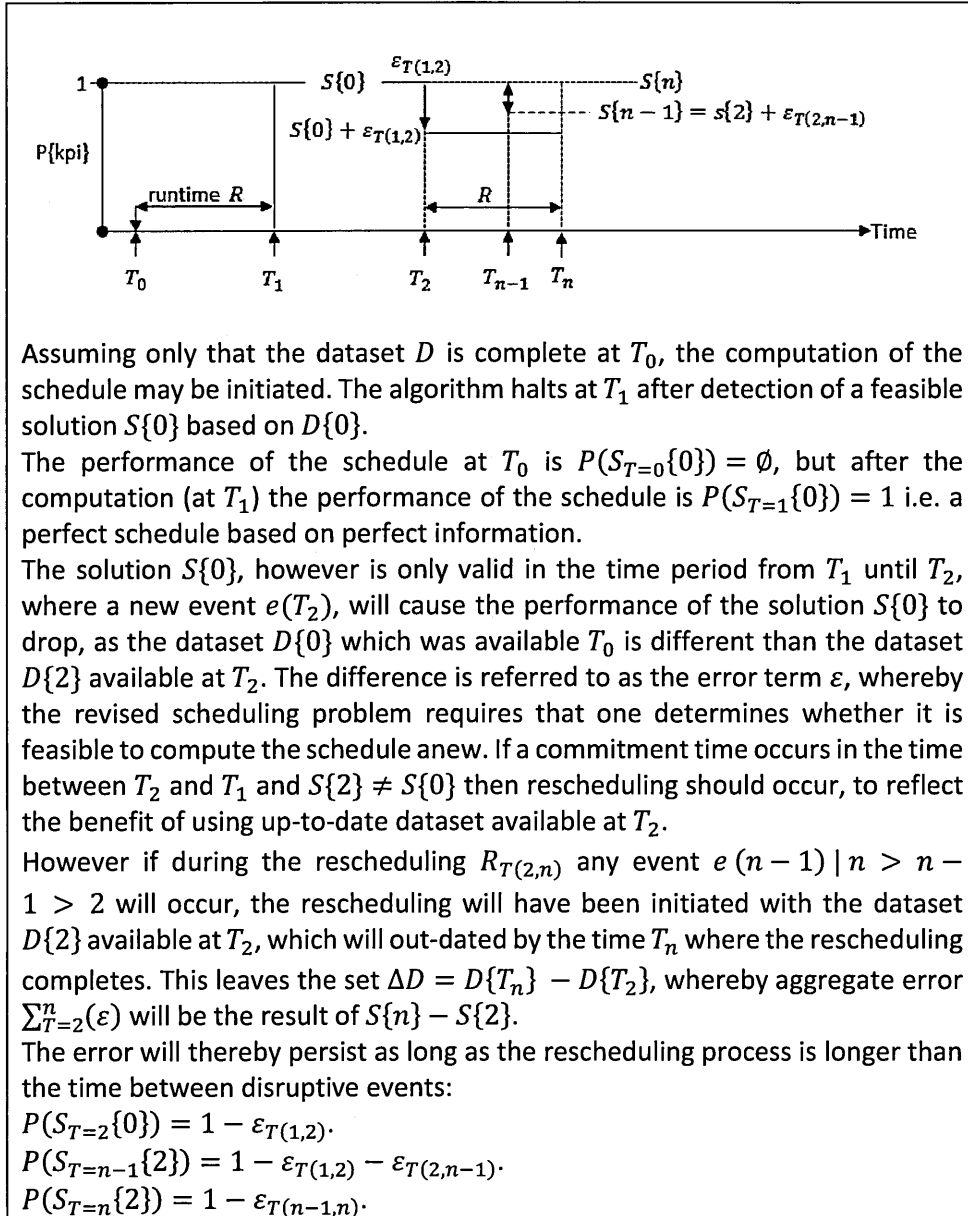 ε_{T(1,2)}
1 S{0} S{n}
S{n − 1} = s{2} + ε_{T(2,n−1)}
S{0} + ε_{T(1,2)}
P{kpi}
runtime R R
Time
T_0 T_1 T_2 T_{n−1} T_n
Assuming only that the dataset D is complete at T_0, the computation of the
schedule may be initiated. The algorithm halts at T_1 after detection of a feasible
solution S{0} based on D{0}.
The performance of the schedule at T_0 is P(S_{T=0}{0}) = ∅, but after the
computation (at T_1) the performance of the schedule is P(S_{T=1}{0}) = 1 i.e. a
perfect schedule based on perfect information.
The solution S{0}, however is only valid in the time period from T_1 until T_2,
where a new event e(T_2), will cause the performance of the solution S{0} to
drop, as the dataset D{0} which was available T_0 is different than the dataset
D{2} available at T_2. The difference is referred to as the error term ε, whereby
the revised scheduling problem requires that one determines whether it is
feasible to compute the schedule anew. If a commitment time occurs in the time
between T_2 and T_1 and S{2} ≠ S{0} then rescheduling should occur, to reflect
the benefit of using up-to-date dataset available at T_2.
However if during the rescheduling R_{T(2,n)} any event e (n − 1) | n > n −
1 > 2 will occur, the rescheduling will have been initiated with the dataset
D{2} available at T_2, which will out-dated by the time T_n where the rescheduling
completes. This leaves the set ΔD = D{T_n} − D{T_2}, whereby aggregate error
∑_{T=2}^{n}(ε) will be the result of S{n} − S{2}.
The error will thereby persist as long as the rescheduling process is longer than
the time between disruptive events:
P(S_{T=2}{0}) = 1 − ε_{T(1,2)}.
P(S_{T=n−1}{2}) = 1 − ε_{T(1,2)} − ε_{T(2,n−1)}.
P(S_{T=n}{2}) = 1 − ε_{T(n−1,n)}.